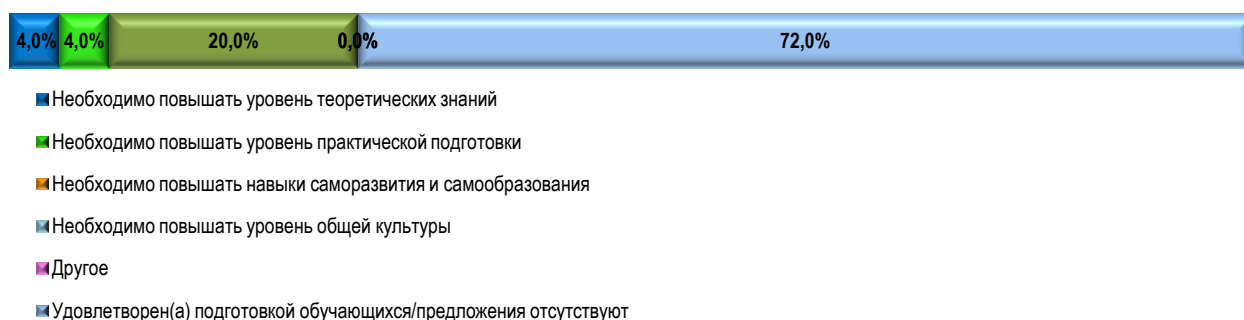 4,0% 4,0% 20,0% 0,0% 72,0%
Необходимо повышать уровень теоретических знаний
Необходимо повышать уровень практической подготовки
Необходимо повышать навыки саморазвития и самообразования
Необходимо повышать уровень общей культуры
Другое
Удовлетворен(а) подготовкой обучающихся/предложения отсутствуют